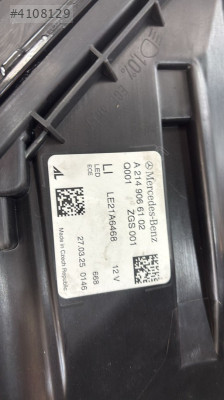 #4108129
Mercedes-Benz
A 214 906 61 02
Q001 ZGS 001
LI LE21A6468
LED 12 V
ECE
AL
668
27.03.25 0146
Made in Czech Republic